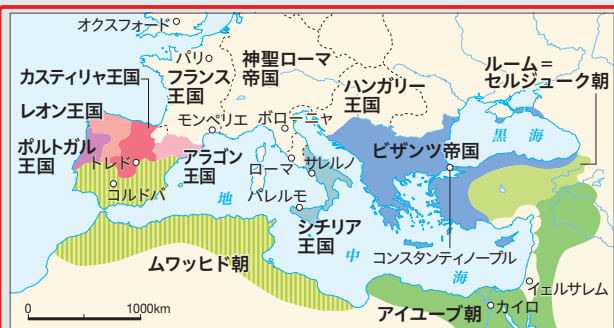 オクスフォード
パリ
神聖ローマ
帝国
ルーム=
セルジューク朝
カスティリャ王国
フランス
王国
ハンガリー
王国
レオン王国
モンペリエ
ボローニャ
黒海
ポルトガル
王国
トレド
アラゴン
王国
ローマ
サレルノ
ビザンツ帝国
コルドバ
地
パレルモ
シチリア
王国
中
コンスタンティノープル
ムワッヒド朝
海
イェルサレム
0
1000km
アイユーブ朝
カイロ